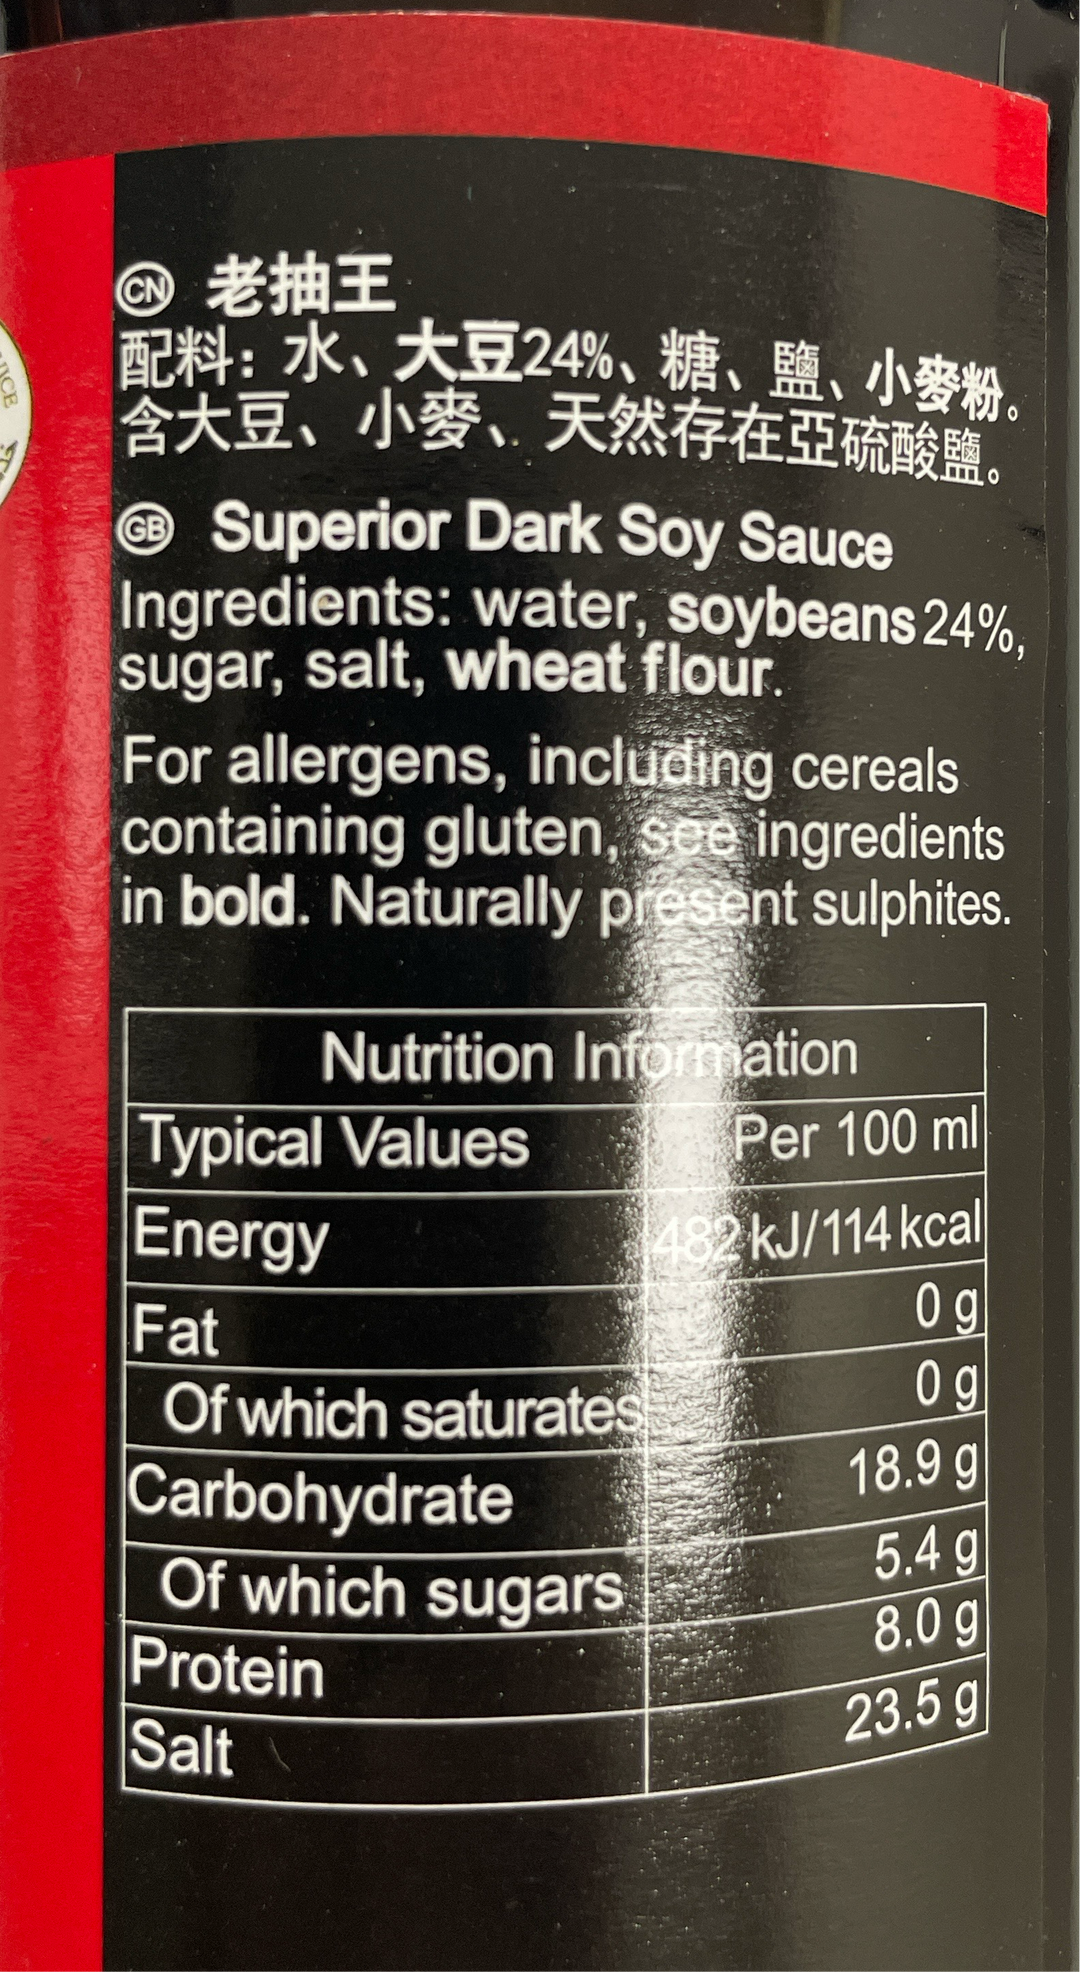 UICE
CN 老抽王
配料：水、大豆24%、糖、鹽、小麥粉。
含大豆、小麥、天然存在亞硫酸鹽。
GB Superior Dark Soy Sauce
Ingredients: water, soybeans 24%,
sugar, salt, wheat flour.
For allergens, including cereals
containing gluten, see ingredients
in bold. Naturally present sulphites.
Nutrition Information
Typical Values Per 100 ml
Energy 482 kJ/114 kcal
Fat 0 g
Of which saturates 0 g
Carbohydrate 18.9 g
Of which sugars 5.4 g
Protein 8.0 g
Salt 23.5 g